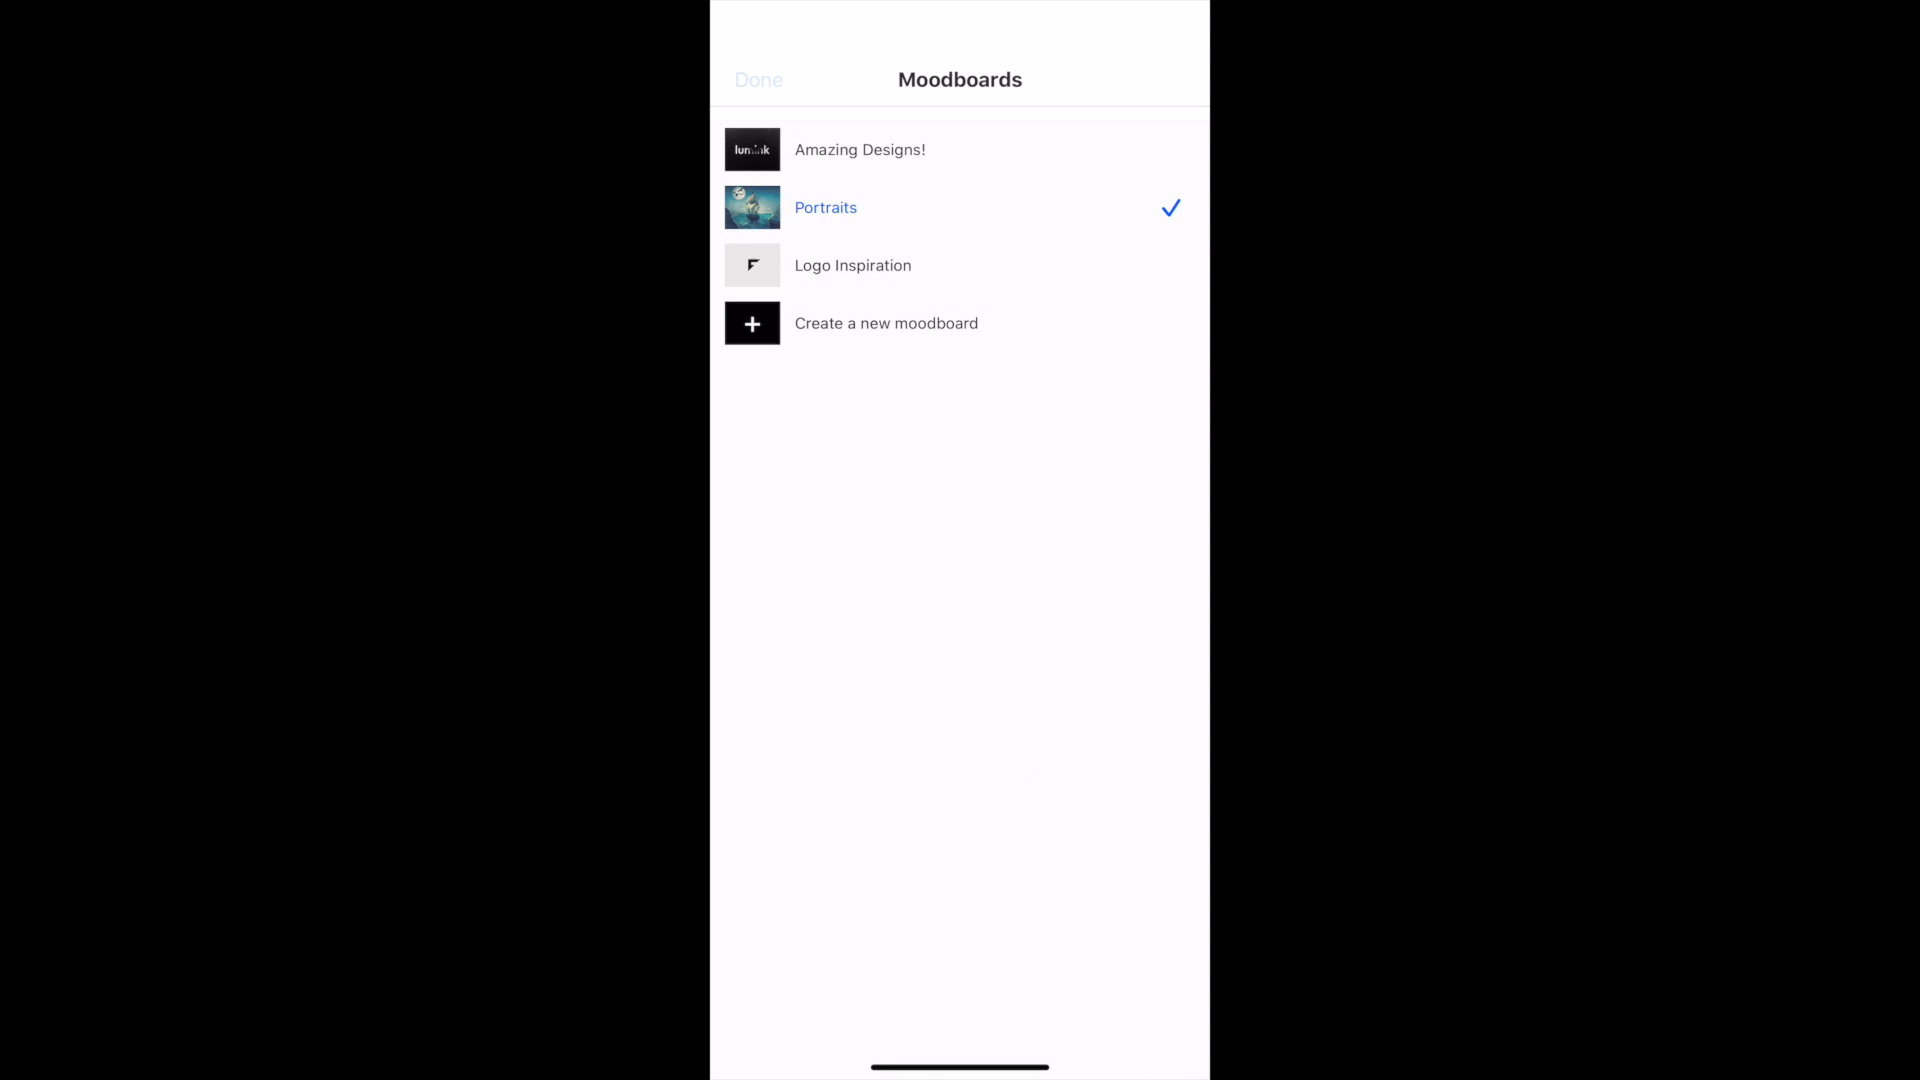 Done
Moodboards
Amazing Designs!
Portraits
Logo Inspiration
Create a new moodboard